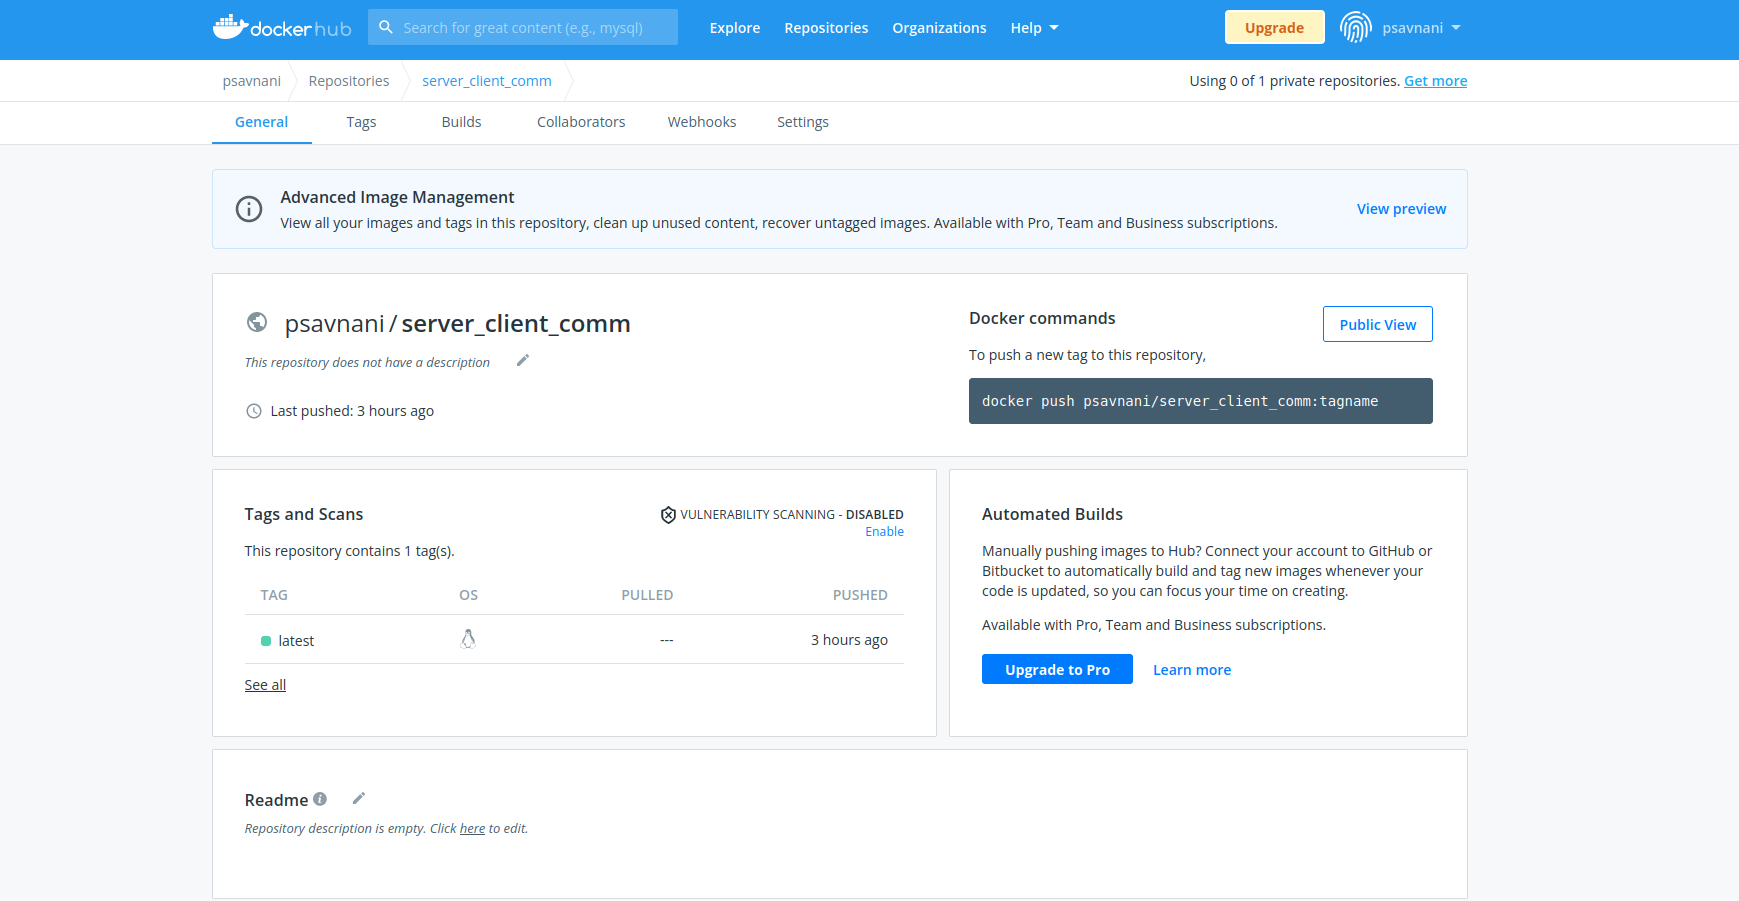 docker hub
Search for great content (e.g., mysql)
Explore
Repositories
Organizations
Help
Upgrade
psavnani
psavnani
Repositories
server_client_comm
Using 0 of 1 private repositories. Get more
General
Tags
Builds
Collaborators
Webhooks
Settings
Advanced Image Management
View all your images and tags in this repository, clean up unused content, recover untagged images. Available with Pro, Team and Business subscriptions.
View preview
psavnani / server_client_comm
This repository does not have a description
Last pushed: 3 hours ago
Docker commands
Public View
To push a new tag to this repository,
docker push psavnani/server_client_comm:tagname
Tags and Scans
VULNERABILITY SCANNING - DISABLED
Enable
This repository contains 1 tag(s).
TAG OS PULLED PUSHED
latest --- 3 hours ago
See all
Automated Builds
Manually pushing images to Hub? Connect your account to GitHub or
Bitbucket to automatically build and tag new images whenever your
code is updated, so you can focus your time on creating.
Available with Pro, Team and Business subscriptions.
Upgrade to Pro
Learn more
Readme
Repository description is empty. Click here to edit.